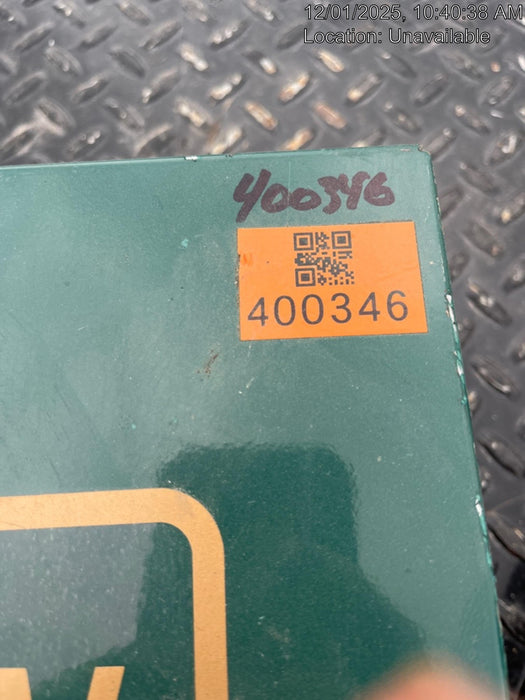 12/01/2025, 10:40:38 AM
Location: Unavailable
400346
400346